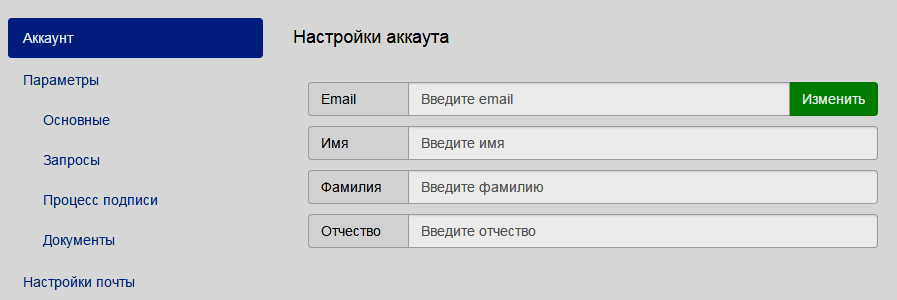 Аккаунт
Параметры
Основные
Запросы
Процесс подписи
Документы
Настройки почты
Настройки аккаута
Email Введите email Изменить
Имя Введите имя
Фамилия Введите фамилию
Отчество Введите отчество